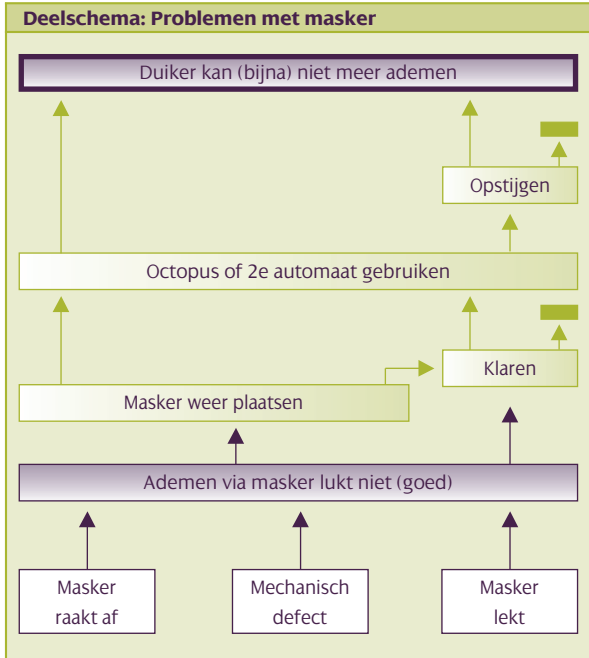 Deelschema: Problemen met masker
Duiker kan (bijna) niet meer ademen
Opstijgen
Octopus of 2e automaat gebruiken
Klaren
Masker weer plaatsen
Ademen via masker lukt niet (goed)
Masker
raakt af
Mechanisch
defect
Masker
lekt